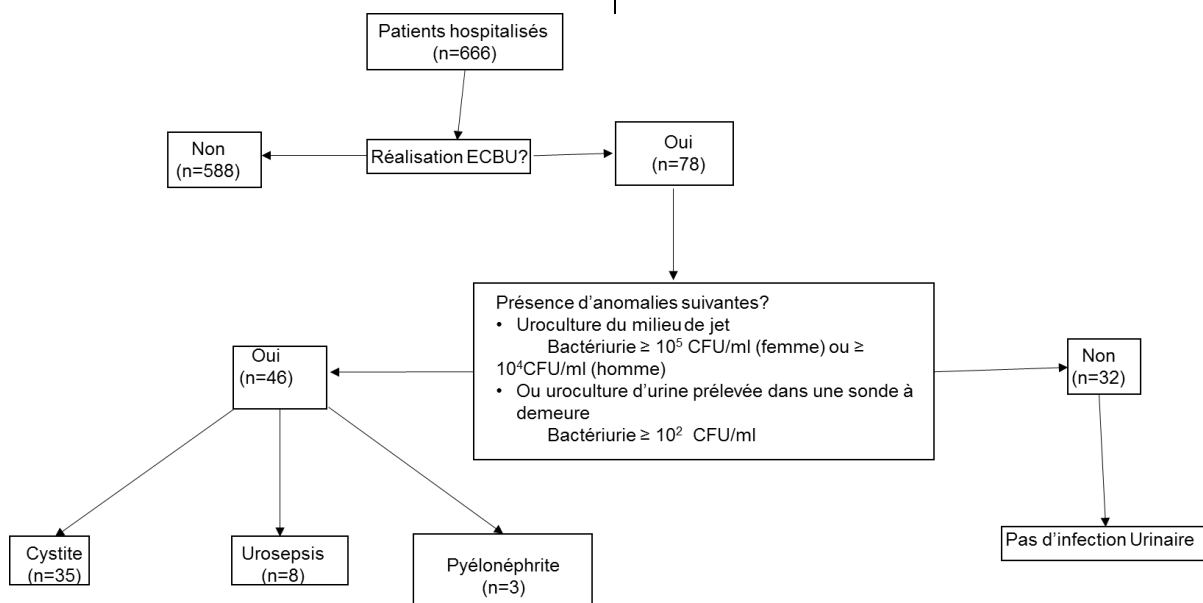 Patients hospitalisés
(n=666)
Non
(n=588)
Réalisation ECBU?
Oui
(n=78)
Présence d'anomalies suivantes?
• Uroculture du milieu de jet
Bactériurie ≥ 10⁵ CFU/ml (femme) ou ≥
10⁴CFU/ml (homme)
• Ou uroculture d'urine prélevée dans une sonde à
demeure
Bactériurie ≥ 10² CFU/ml
Oui
(n=46)
Non
(n=32)
Cystite
(n=35)
Urosepsis
(n=8)
Pyélonéphrite
(n=3)
Pas d'infection Urinaire